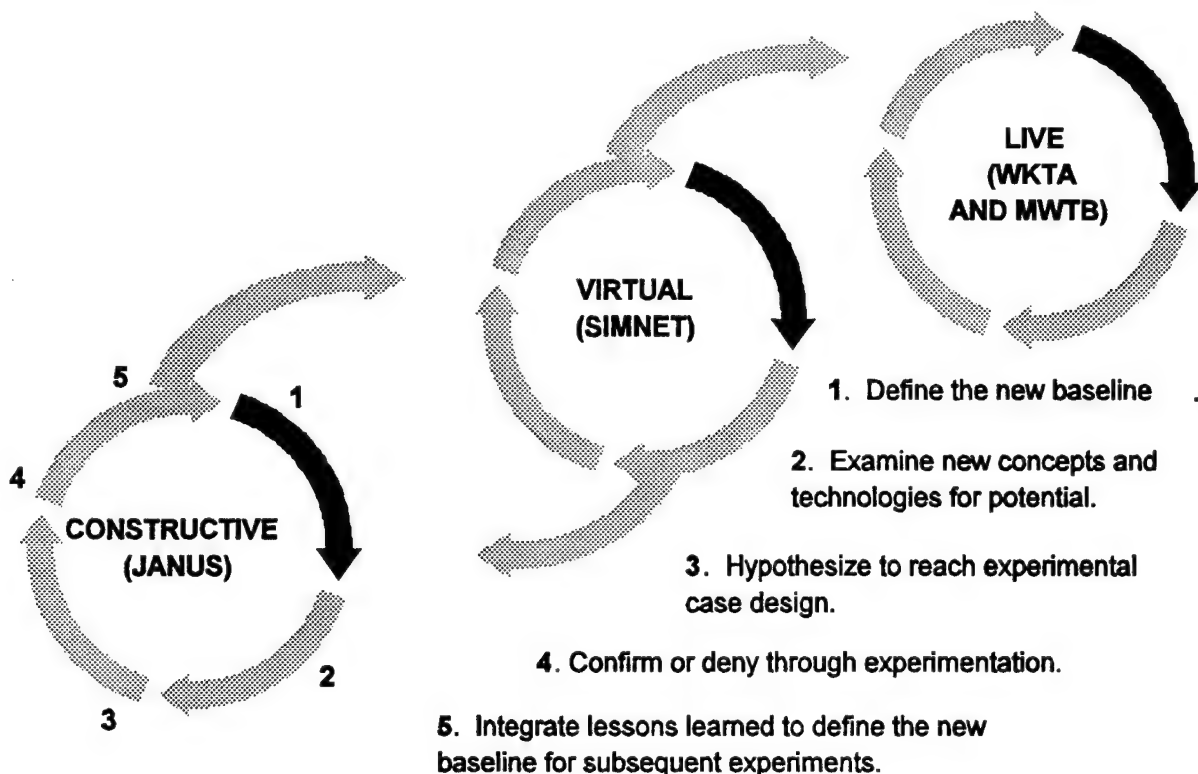 LIVE
(WKTA
AND MWTB)
VIRTUAL
(SIMNET)
5
1
4
CONSTRUCTIVE
(JANUS)
2
3
1. Define the new baseline .
2. Examine new concepts and
technologies for potential.
3. Hypothesize to reach experimental
case design.
4. Confirm or deny through experimentation.
5. Integrate lessons learned to define the new
baseline for subsequent experiments.